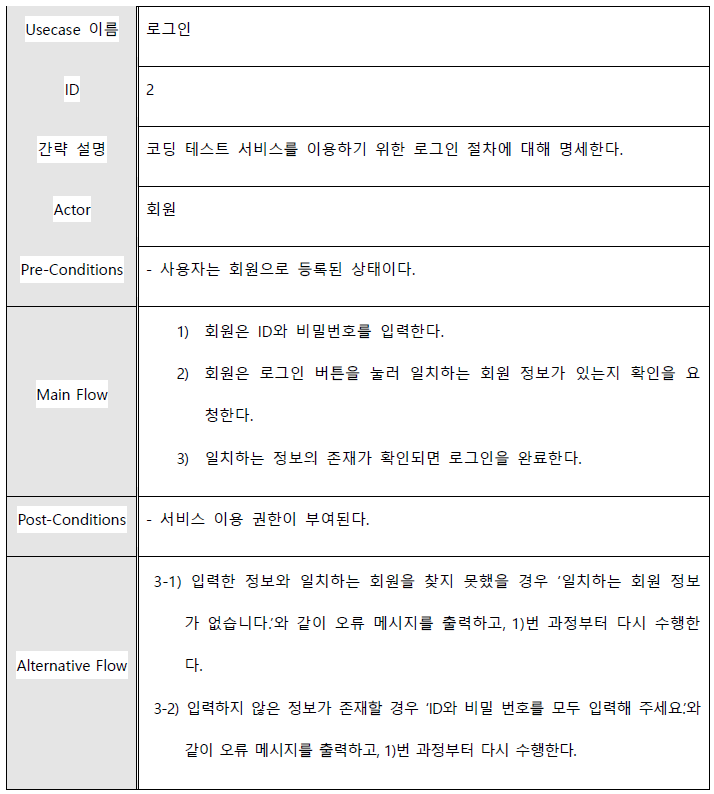 Usecase 이름
로그인
ID
2
간략 설명
코딩 테스트 서비스를 이용하기 위한 로그인 절차에 대해 명세한다.
Actor
회원
Pre-Conditions
- 사용자는 회원으로 등록된 상태이다.
Main Flow
1) 회원은 ID와 비밀번호를 입력한다.
2) 회원은 로그인 버튼을 눌러 일치하는 회원 정보가 있는지 확인을 요
청한다.
3) 일치하는 정보의 존재가 확인되면 로그인을 완료한다.
Post-Conditions
- 서비스 이용 권한이 부여된다.
Alternative Flow
3-1) 입력한 정보와 일치하는 회원을 찾지 못했을 경우 ‘일치하는 회원 정보
가 없습니다.’와 같이 오류 메시지를 출력하고, 1)번 과정부터 다시 수행한
다.
3-2) 입력하지 않은 정보가 존재할 경우 ‘ID와 비밀 번호를 모두 입력해 주세요.’와
같이 오류 메시지를 출력하고, 1)번 과정부터 다시 수행한다.